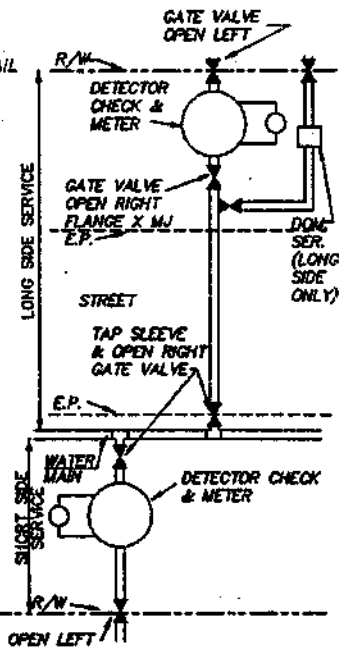 GATE VALVE
OPEN LEFT
R/W
DETECTOR
CHECK &
METER
GATE VALVE
OPEN RIGHT
FLANGE X MJ
E.P.
DOM.
SER.
(LONG
SIDE
ONLY)
LONG SIDE SERVICE
STREET
TAP SLEEVE
& OPEN RIGHT
GATE VALVE
E.P.
WATER
MAIN
DETECTOR CHECK
& METER
SHORT SIDE
SERVICE
R/W
OPEN LEFT